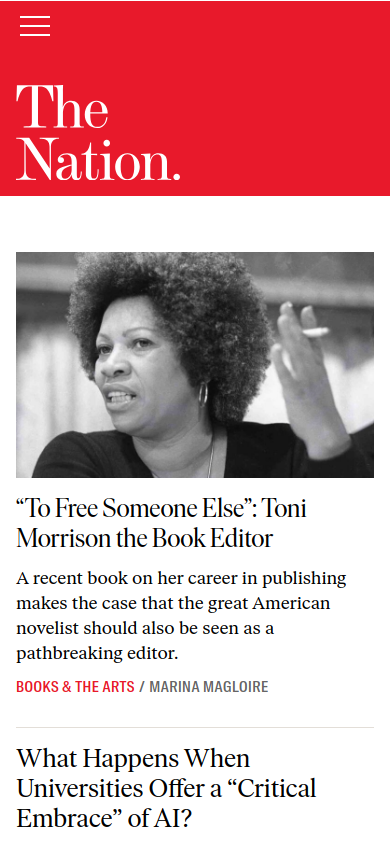 The
Nation.
“To Free Someone Else”: Toni
Morrison the Book Editor
A recent book on her career in publishing
makes the case that the great American
novelist should also be seen as a
pathbreaking editor.
BOOKS & THE ARTS / MARINA MAGLOIRE
What Happens When
Universities Offer a “Critical
Embrace” of AI?